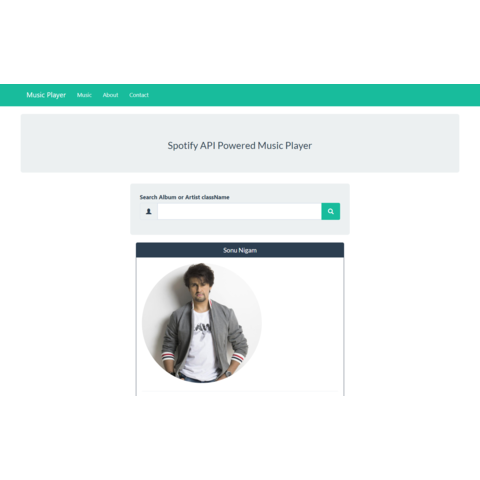 Music Player Music About Contact
Spotify API Powered Music Player
Search Album or Artist className
Sonu Nigam